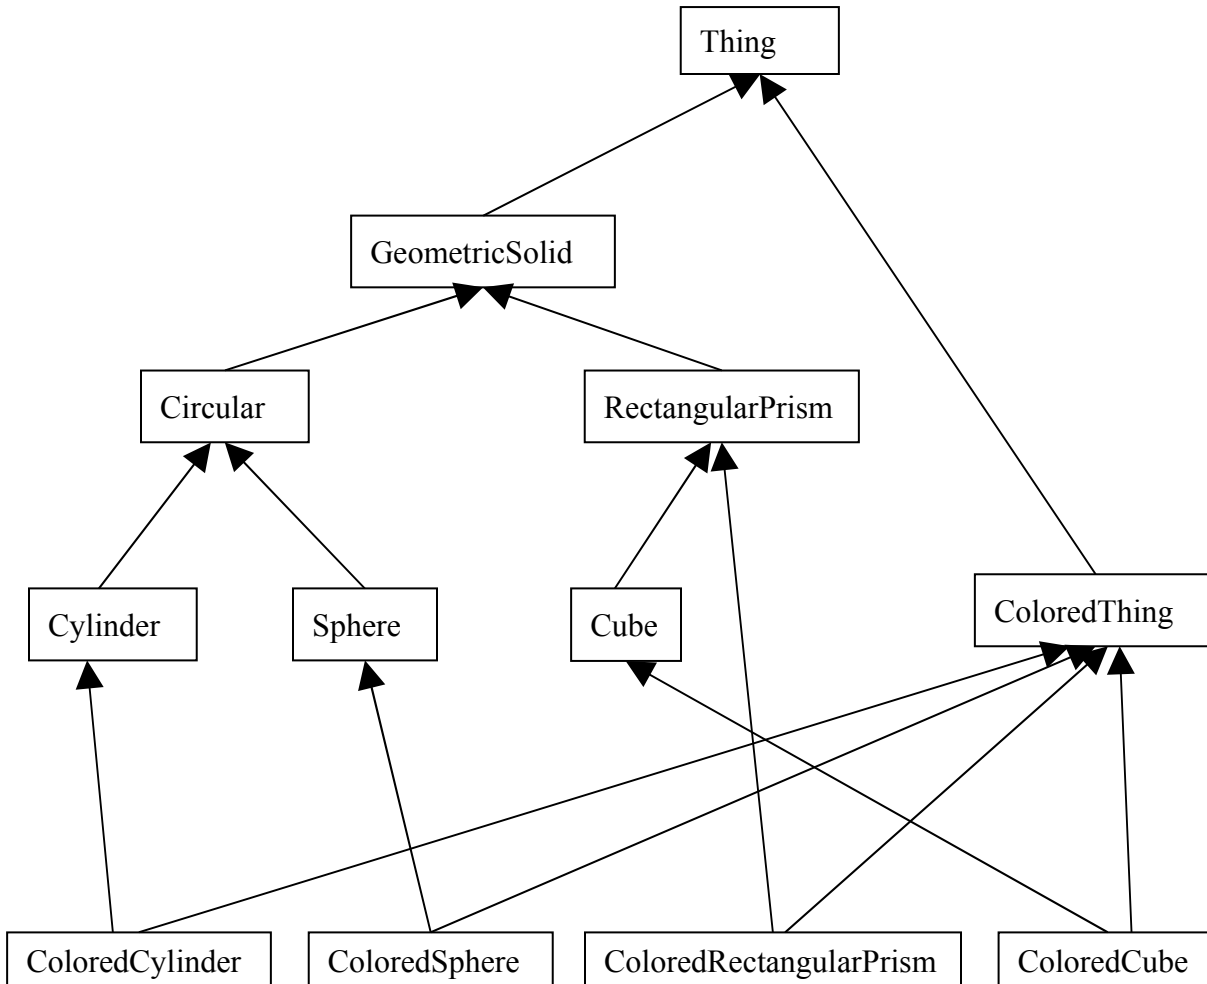 Thing
GeometricSolid
Circular
RectangularPrism
Cylinder
Sphere
Cube
ColoredThing
ColoredCylinder
ColoredSphere
ColoredRectangularPrism
ColoredCube